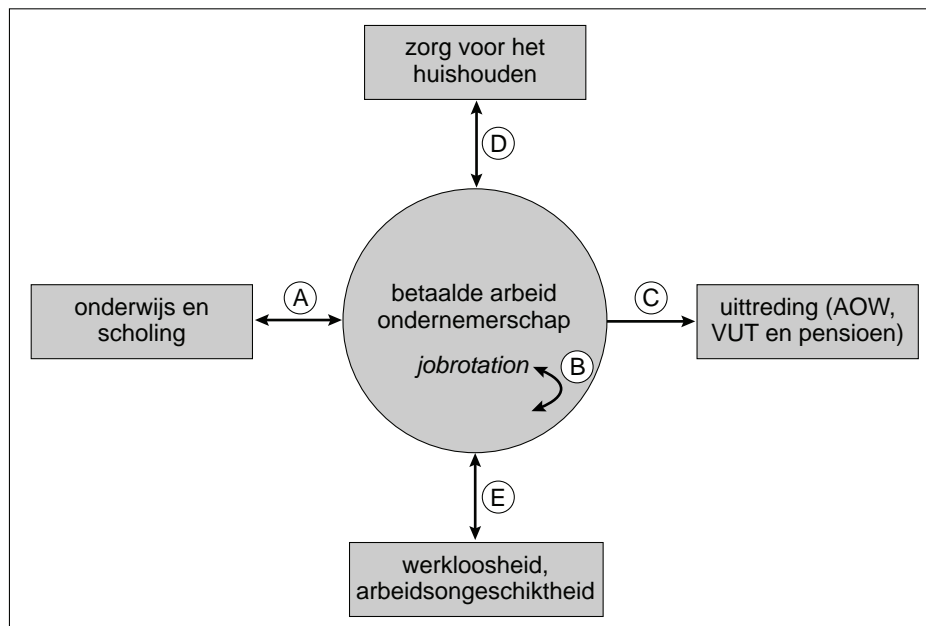 zorg voor het
huishouden
D
onderwijs en
scholing
A
betaalde arbeid
ondernemerschap
jobrotation
B
C
uittreding (AOW,
VUT en pensioen)
E
werkloosheid,
arbeidsongeschiktheid